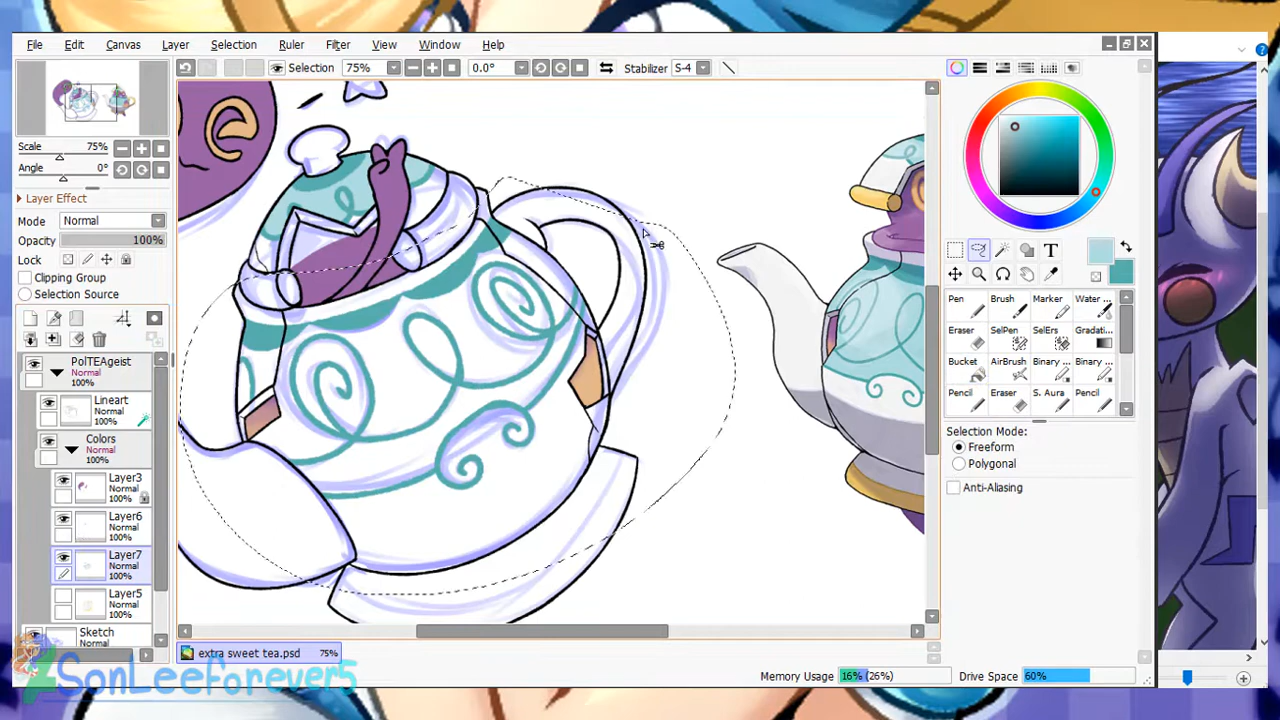 File Edit Canvas Layer Selection Ruler Filter View Window Help
Selection 75% 0.0° Stabilizer S-4
Scale 75%
Angle 0°
Layer Effect
Mode Normal
Opacity 100%
Lock
Clipping Group
Selection Source
PolTEAgeist
Normal
100%
Lineart
Normal
100%
Colors
Normal
100%
Layer3
Normal
100%
Layer6
Normal
100%
Layer7
Normal
100%
Layer5
Normal
100%
Sketch
Normal
T
Pen Brush Marker Water
Eraser SelPen SelErs Gradati
Bucket AirBrush Binary Binary
Pencil Eraser S. Aura Pencil
Selection Mode:
Freeform
Polygonal
Anti-Aliasing
extra sweet tea.psd 75%
Memory Usage 16% (26%) Drive Space 60%
SonLeeforever5